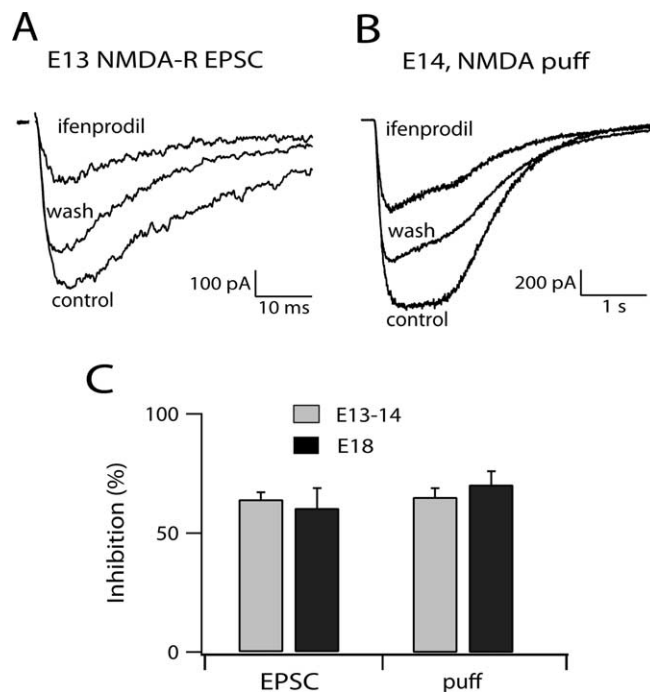 A
E13 NMDA-R EPSC
ifenprodil
wash
control
100 pA
10 ms
B
E14, NMDA puff
ifenprodil
wash
control
200 pA
1 s
C
E13-14
E18
Inhibition (%)
100
50
0
EPSC
puff